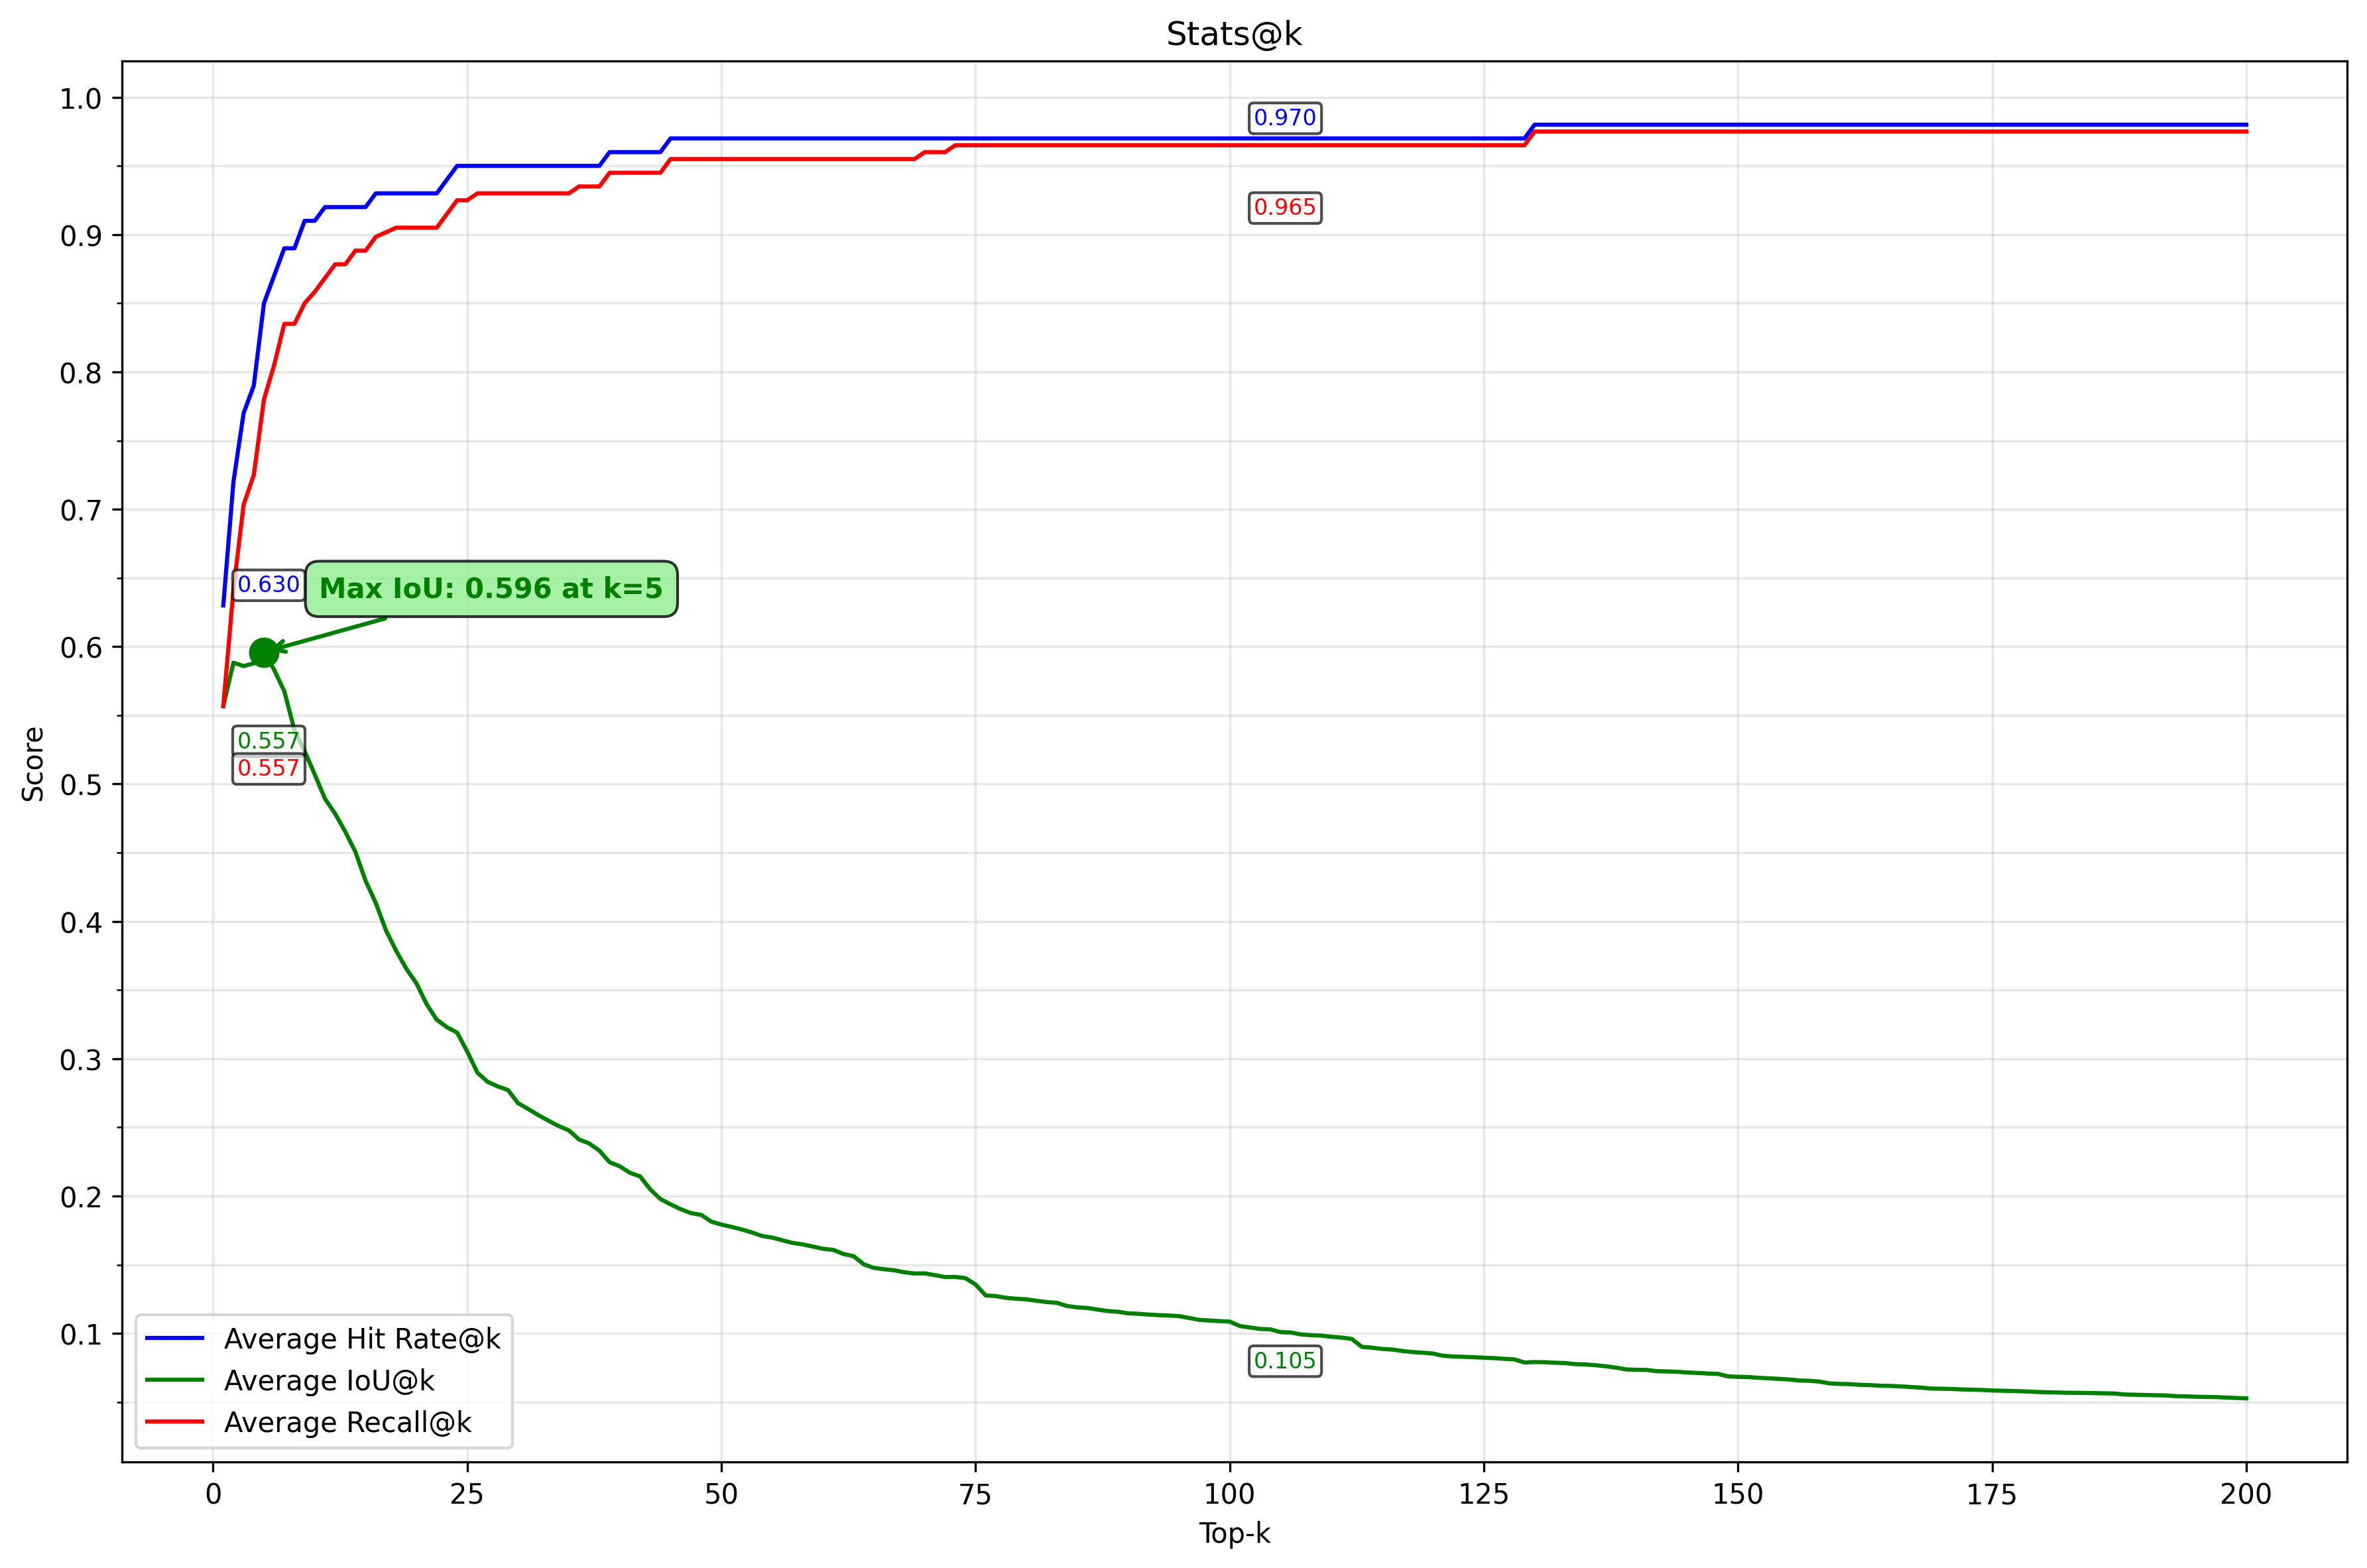 Stats@k
1.0
0.9
0.8
0.7
0.6
0.5
0.4
0.3
0.2
0.1
Score
0.970
0.965
0.630
Max IoU: 0.596 at k=5
0.557
0.557
0.105
Average Hit Rate@k
Average IoU@k
Average Recall@k
0 25 50 75 100 125 150 175 200
Top-k